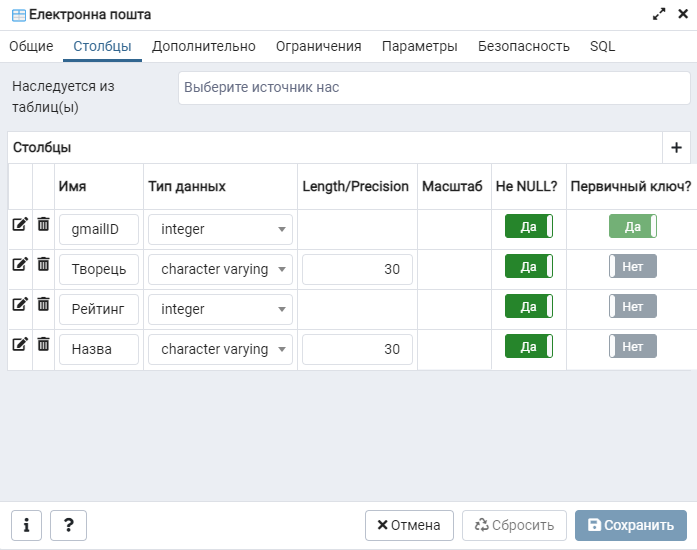 Електронна пошта
Общие Столбцы Дополнительно Ограничения Параметры Безопасность SQL
Наследуется из
таблиц(ы)
Выберите источник нас
Столбцы
Имя Тип данных Length/Precision Масштаб Не NULL? Первичный ключ?
gmailID integer Да Да
Творець character varying 30 Да Нет
Рейтинг integer Да Нет
Назва character varying 30 Да Нет
Отмена Сбросить Сохранить